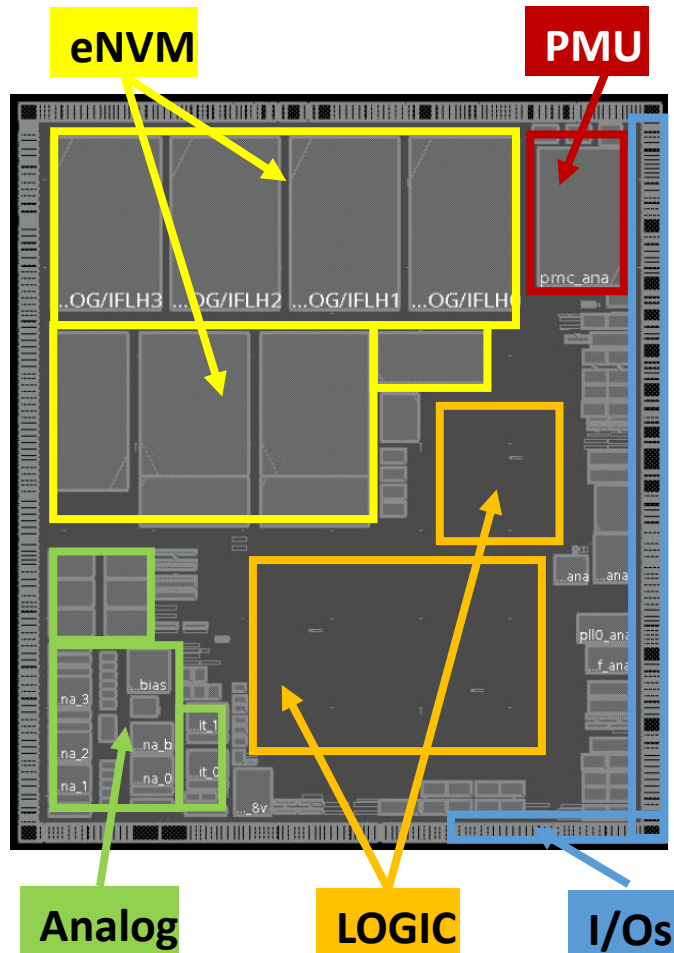 eNVM
PMU
pmc_ana
...OG/IFLH3
...OG/IFLH2
...OG/IFLH1
...OG/IFLH0
...ana
...ana
pll0_ana
...f_ana
...bias
...na_3
...it_1
...na_b
...na_2
...na_1
...na_0
...it_0
..._8v
Analog
LOGIC
I/Os